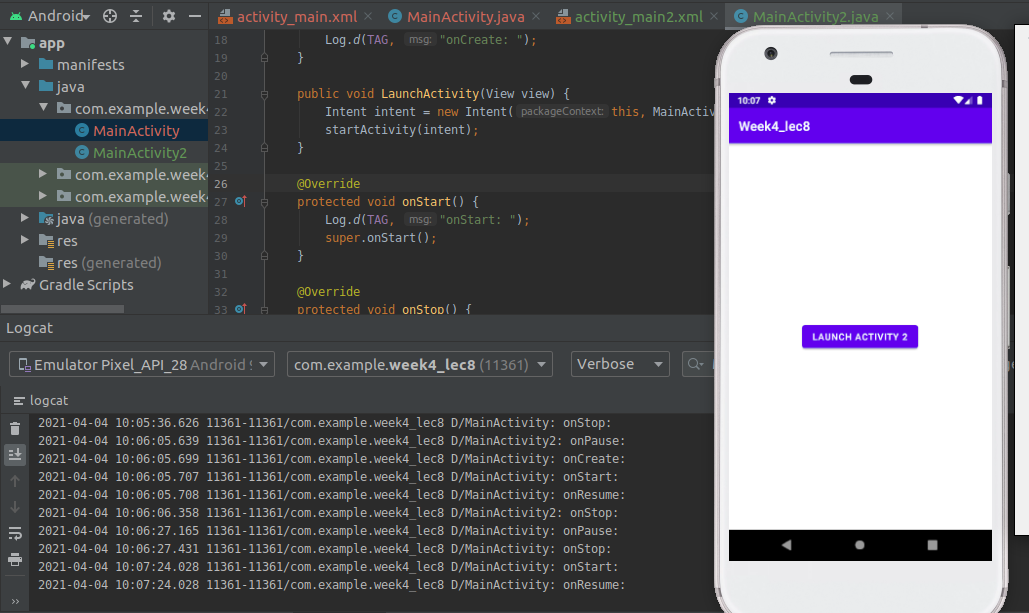 Android
activity_main.xml
MainActivity.java
activity_main2.xml
MainActivity2.java
app
manifests
java
com.example.week4
MainActivity
MainActivity2
com.example.week4
com.example.week4
java (generated)
res
res (generated)
Gradle Scripts
18 Log.d(TAG, msg: "onCreate: ");
19 }
20
21 public void LaunchActivity(View view) {
22 Intent intent = new Intent( packageContext: this, MainActiv
23 startActivity(intent);
24 }
25
26 @Override
27 protected void onStart() {
28 Log.d(TAG, msg: "onStart: ");
29 super.onStart();
30 }
31
32 @Override
33 protected void onStop() {
Logcat
Emulator Pixel_API_28 Android
com.example.week4_lec8 (11361)
Verbose
logcat
2021-04-04 10:05:36.626 11361-11361/com.example.week4_lec8 D/MainActivity: onStop:
2021-04-04 10:06:05.639 11361-11361/com.example.week4_lec8 D/MainActivity2: onPause:
2021-04-04 10:06:05.699 11361-11361/com.example.week4_lec8 D/MainActivity: onCreate:
2021-04-04 10:06:05.707 11361-11361/com.example.week4_lec8 D/MainActivity: onStart:
2021-04-04 10:06:05.708 11361-11361/com.example.week4_lec8 D/MainActivity: onResume:
2021-04-04 10:06:06.358 11361-11361/com.example.week4_lec8 D/MainActivity2: onStop:
2021-04-04 10:06:27.165 11361-11361/com.example.week4_lec8 D/MainActivity: onPause:
2021-04-04 10:06:27.431 11361-11361/com.example.week4_lec8 D/MainActivity: onStop:
2021-04-04 10:07:24.028 11361-11361/com.example.week4_lec8 D/MainActivity: onStart:
2021-04-04 10:07:24.028 11361-11361/com.example.week4_lec8 D/MainActivity: onResume:
10:07
Week4_lec8
LAUNCH ACTIVITY 2